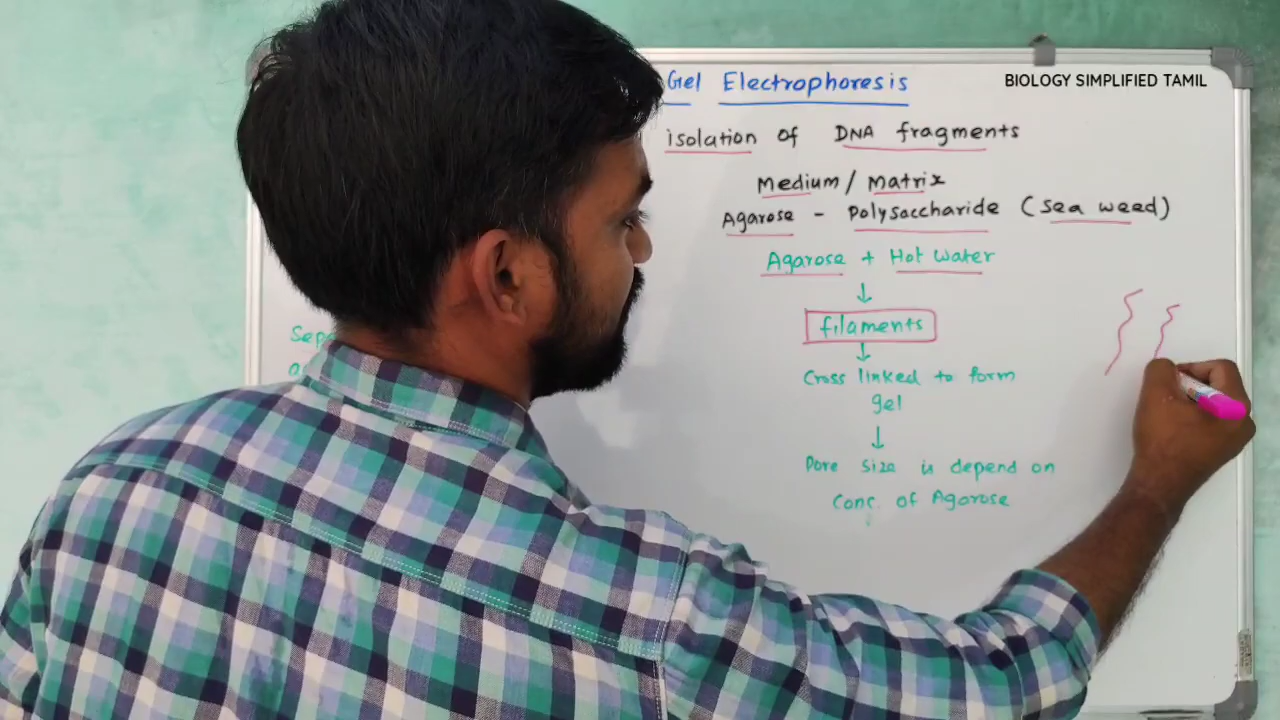 Gel Electrophoresis
BIOLOGY SIMPLIFIED TAMIL
isolation of DNA fragments
Medium / Matrix
Agarose - Polysaccharide (Sea weed)
Agarose + Hot water
filaments
Cross linked to form
gel
Pore size is depend on
Conc. of Agarose